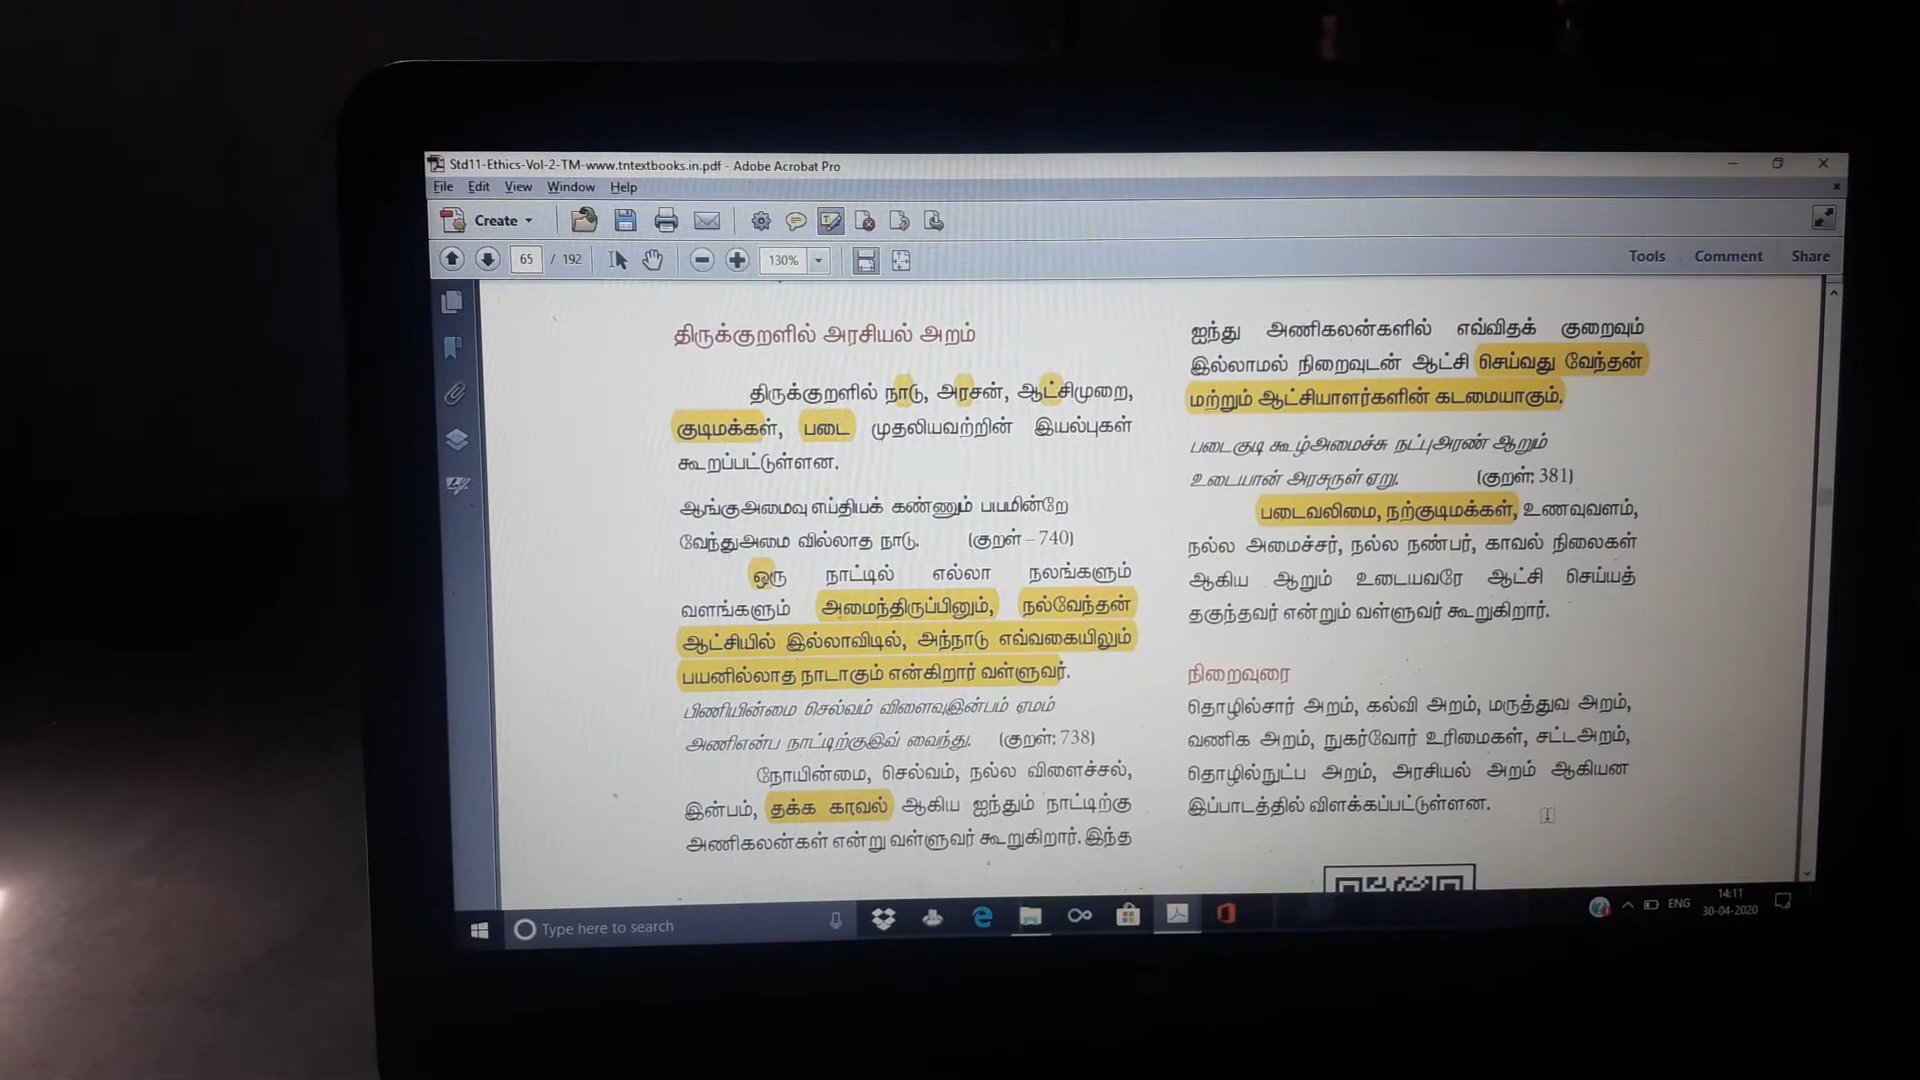 Std11-Ethics-Vol-2-TM-www.tntextbooks.in.pdf - Adobe Acrobat Pro
File Edit View Window Help
Create
65 / 192 130% Tools Comment Share
திருக்குறளில் அரசியல் அறம்
திருக்குறளில் நாடு, அரசன், ஆட்சிமுறை,
குடிமக்கள், படை முதலியவற்றின் இயல்புகள்
கூறப்பட்டுள்ளன.
ஆங்குஅமைவு எய்தியக் கண்ணும் பயமின்றே
வேந்துஅமை வில்லாத நாடு. (குறள் – 740)
ஒரு நாட்டில் எல்லா நலங்களும்
வளங்களும் அமைந்திருப்பினும், நல்வேந்தன்
ஆட்சியில் இல்லாவிடில், அந்நாடு எவ்வகையிலும்
பயனில்லாத நாடாகும் என்கிறார் வள்ளுவர்.
பிணியின்மை செல்வம் விளைவுஇன்பம் ஏமம்
அணிஎன்ப நாட்டிற்குஇவ் வைந்து. (குறள்: 738)
நோயின்மை, செல்வம், நல்ல விளைச்சல்,
இன்பம், தக்க காவல் ஆகிய ஐந்தும் நாட்டிற்கு
அணிகலன்கள் என்று வள்ளுவர் கூறுகிறார். இந்த
ஐந்து அணிகலன்களில் எவ்விதக் குறைவும்
இல்லாமல் நிறைவுடன் ஆட்சி செய்வது வேந்தன்
மற்றும் ஆட்சியாளர்களின் கடமையாகும்.
படைகுடி கூழ்அமைச்சு நட்புஅரண் ஆறும்
உடையான் அரசருள் ஏறு. (குறள்: 381)
படைவலிமை, நற்குடிமக்கள், உணவுவளம்,
நல்ல அமைச்சர், நல்ல நண்பர், காவல் நிலைகள்
ஆகிய ஆறும் உடையவரே ஆட்சி செய்யத்
தகுந்தவர் என்றும் வள்ளுவர் கூறுகிறார்.
நிறைவுரை
தொழில்சார் அறம், கல்வி அறம், மருத்துவ அறம்,
வணிக அறம், நுகர்வோர் உரிமைகள், சட்டஅறம்,
தொழில்நுட்ப அறம், அரசியல் அறம் ஆகியன
இப்பாடத்தில் விளக்கப்பட்டுள்ளன.
Type here to search
ENG
14:11
30-04-2020